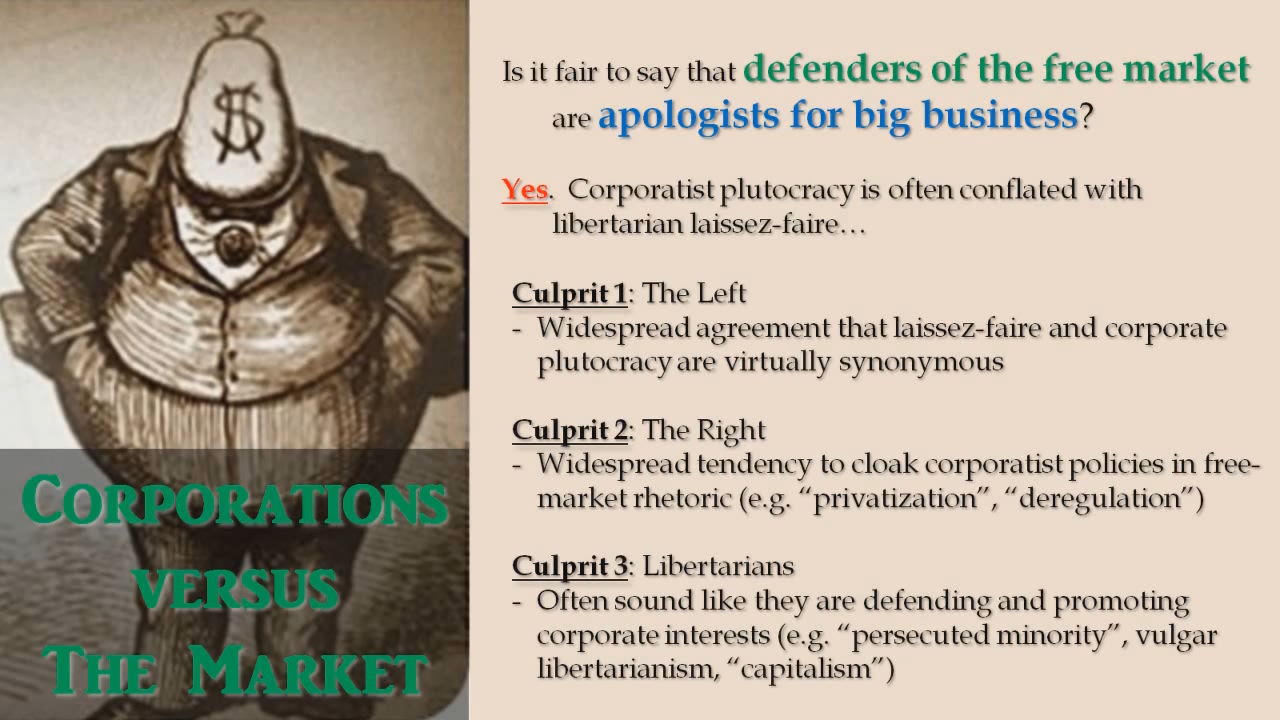 Is it fair to say that defenders of the free market
are apologists for big business?
Yes. Corporatist plutocracy is often conflated with
libertarian laissez-faire…
Culprit 1: The Left
- Widespread agreement that laissez-faire and corporate
plutocracy are virtually synonymous
Culprit 2: The Right
- Widespread tendency to cloak corporatist policies in free-
market rhetoric (e.g. “privatization”, “deregulation”)
Culprit 3: Libertarians
- Often sound like they are defending and promoting
corporate interests (e.g. “persecuted minority”, vulgar
libertarianism, “capitalism”)
$
Corporations
versus
The Market